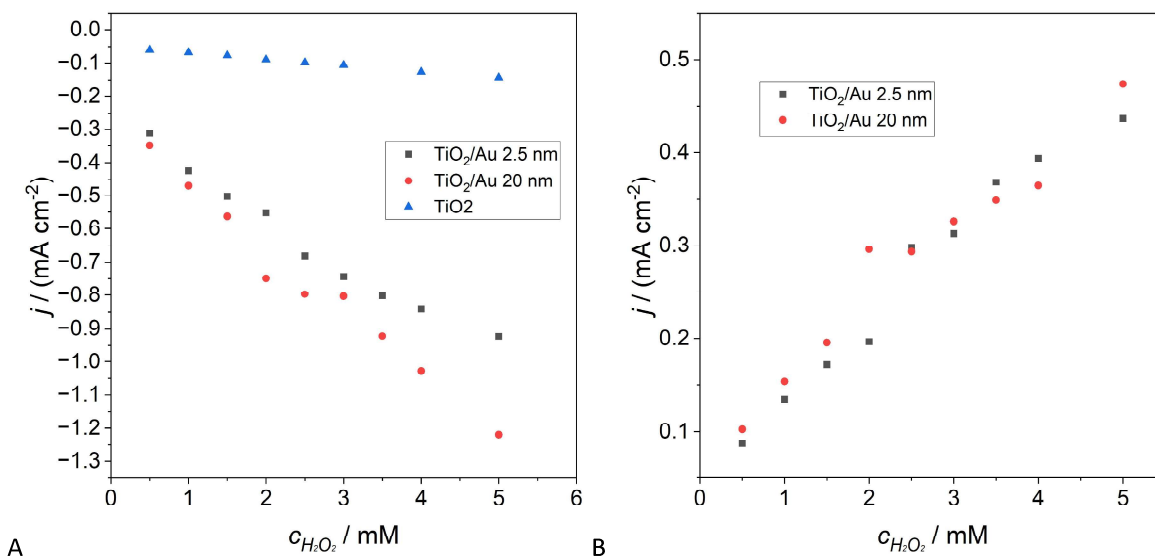 0.0
−0.1
−0.2
−0.3
−0.4
−0.5
−0.6
−0.7
−0.8
−0.9
−1.0
−1.1
−1.2
−1.3
j / (mA cm⁻²)
TiO₂/Au 2.5 nm
TiO₂/Au 20 nm
TiO2
0 1 2 3 4 5 6
c_H₂O₂ / mM
A
0.5
0.4
0.3
0.2
0.1
j / (mA cm⁻²)
TiO₂/Au 2.5 nm
TiO₂/Au 20 nm
0 1 2 3 4 5
c_H₂O₂ / mM
B